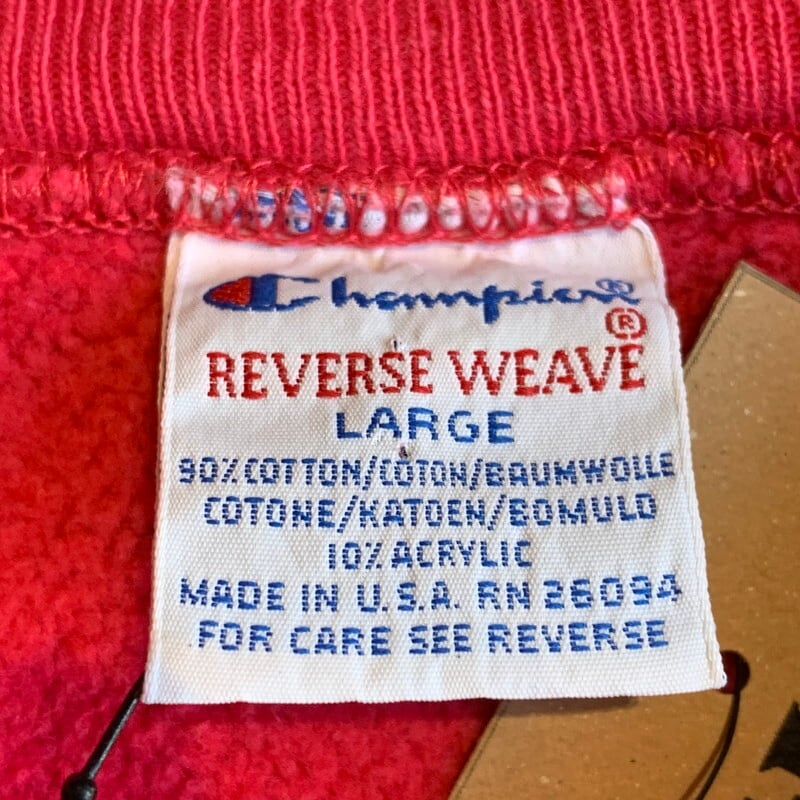 Champion®
REVERSE WEAVE®
LARGE
90% COTTON/COTON/BAUMWOLLE
COTONE/KATOEN/BOMULD
10% ACRYLIC
MADE IN U.S.A. RN 26094
FOR CARE SEE REVERSE